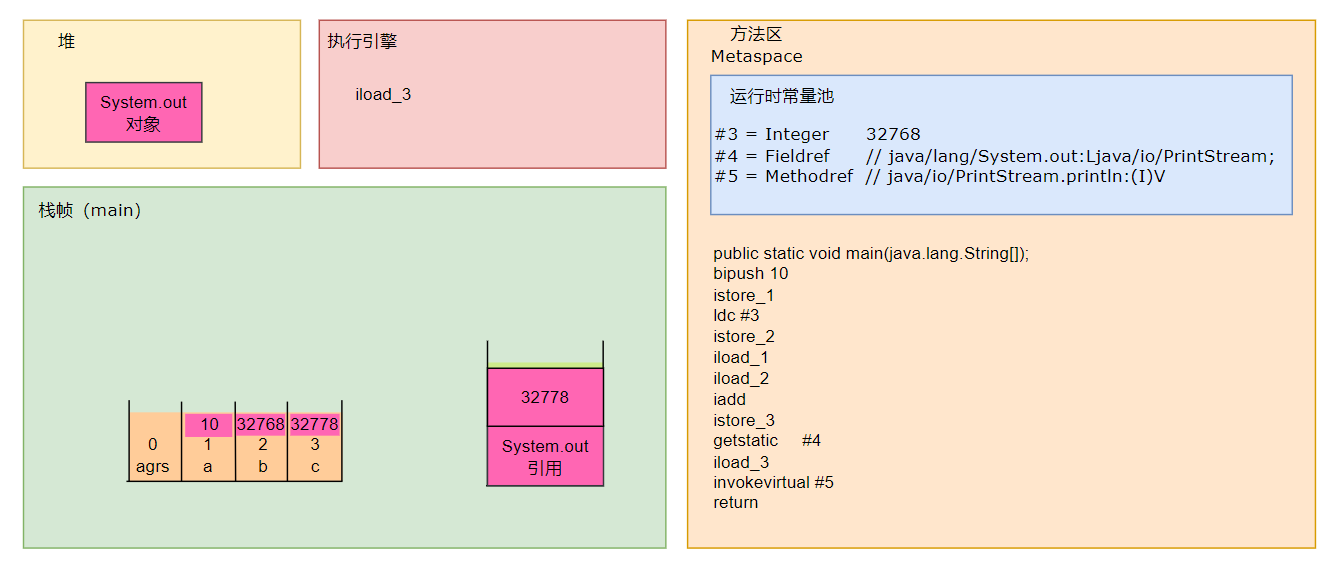 堆
System.out
对象
执行引擎
iload_3
栈帧（main）
10
32768
32778
0
1
2
3
agrs
a
b
c
32778
System.out
引用
方法区
Metaspace
运行时常量池
#3 = Integer 32768
#4 = Fieldref // java/lang/System.out:Ljava/io/PrintStream;
#5 = Methodref // java/io/PrintStream.println:(I)V
public static void main(java.lang.String[]);
bipush 10
istore_1
ldc #3
istore_2
iload_1
iload_2
iadd
istore_3
getstatic #4
iload_3
invokevirtual #5
return